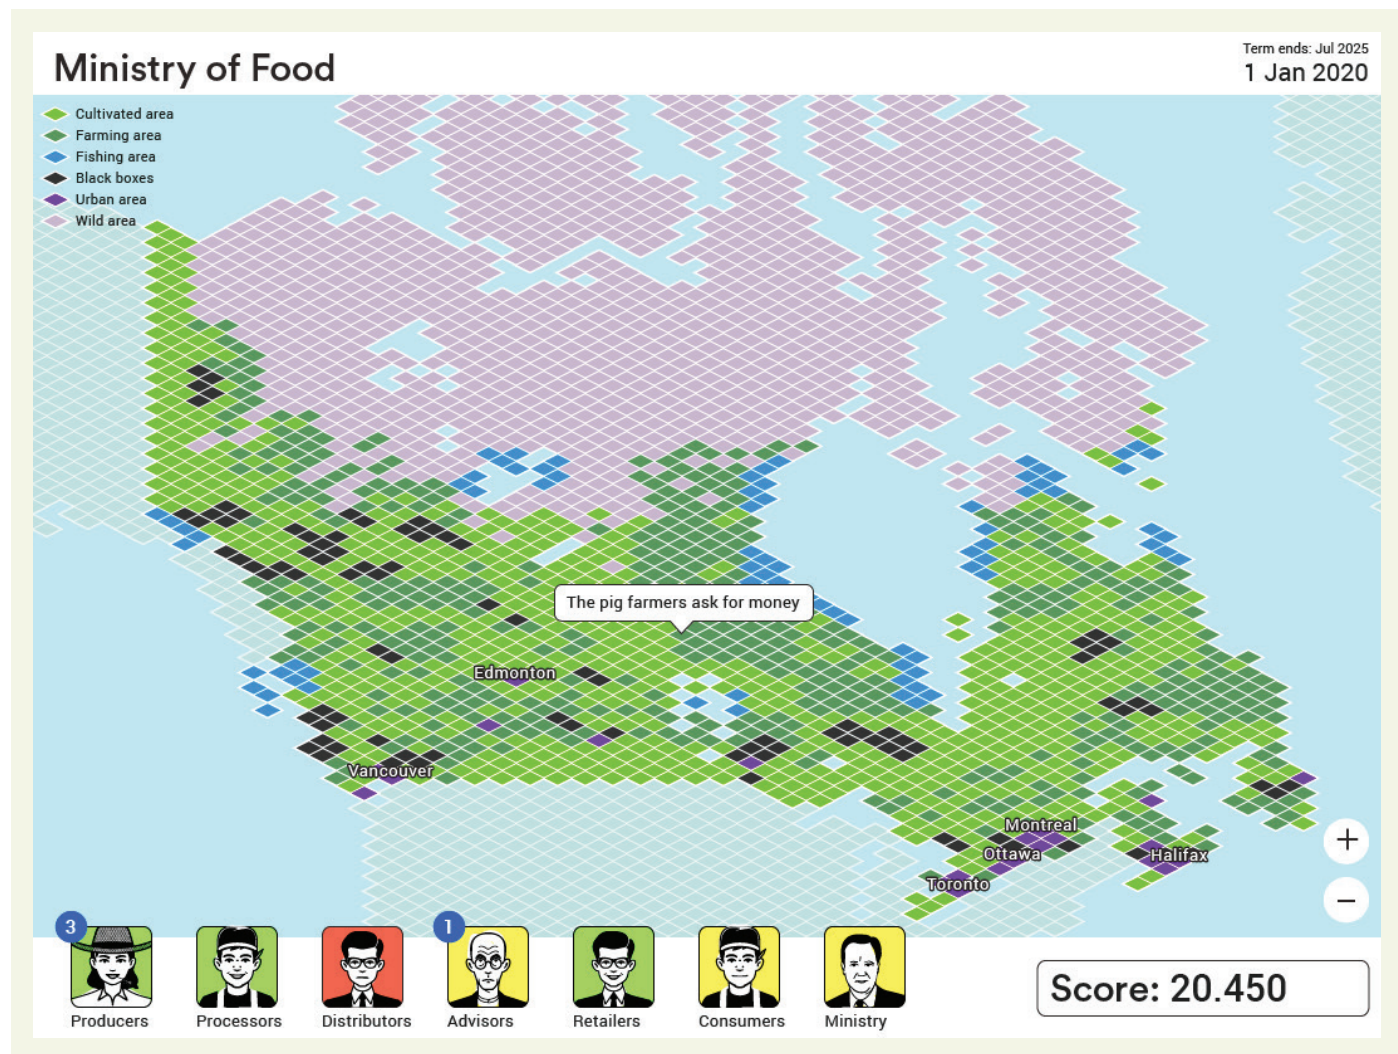 Ministry of Food
Term ends: Jul 2025
1 Jan 2020
Cultivated area
Farming area
Fishing area
Black boxes
Urban area
Wild area
The pig farmers ask for money
Edmonton
Vancouver
Montreal
Ottawa
Halifax
Toronto
+
−
3
1
Producers
Processors
Distributors
Advisors
Retailers
Consumers
Ministry
Score: 20.450